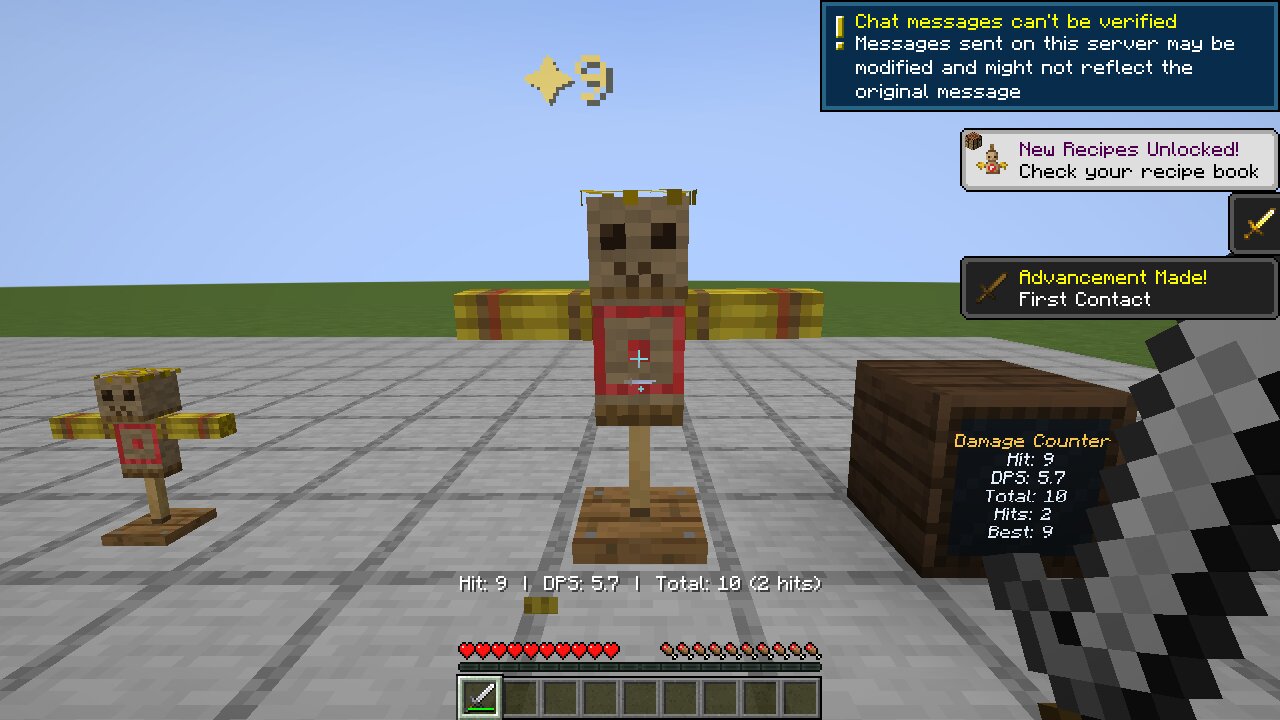 Chat messages can't be verified
Messages sent on this server may be
modified and might not reflect the
original message
✦9
New Recipes Unlocked!
Check your recipe book
Advancement Made!
First Contact
Damage Counter
Hit: 9
DPS: 5.7
Total: 10
Hits: 2
Best: 9
Hit: 9 | DPS: 5.7 | Total: 10 (2 hits)